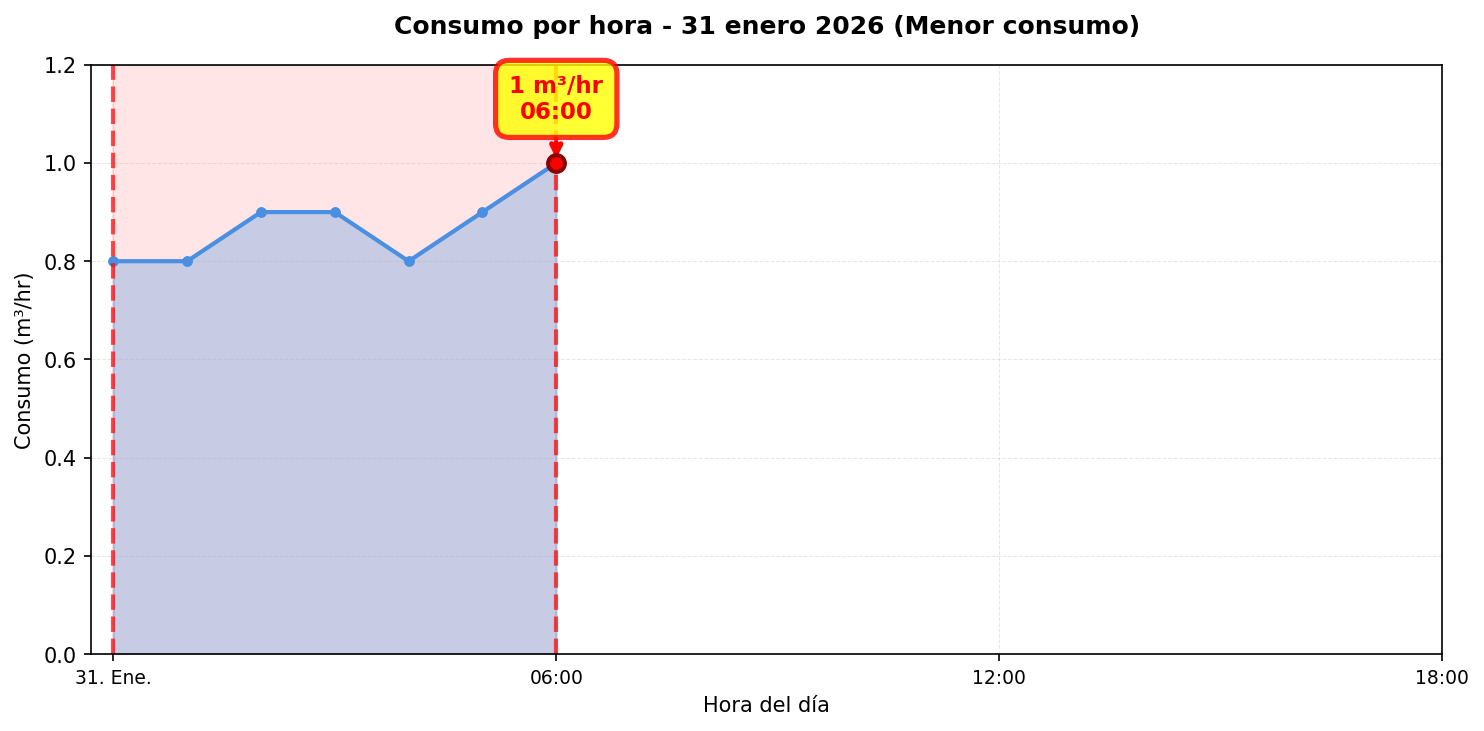 Consumo por hora - 31 enero 2026 (Menor consumo)
1 m³/hr
06:00
1.2
1.0
0.8
0.6
0.4
0.2
0.0
Consumo (m³/hr)
31. Ene.
06:00
12:00
18:00
Hora del día